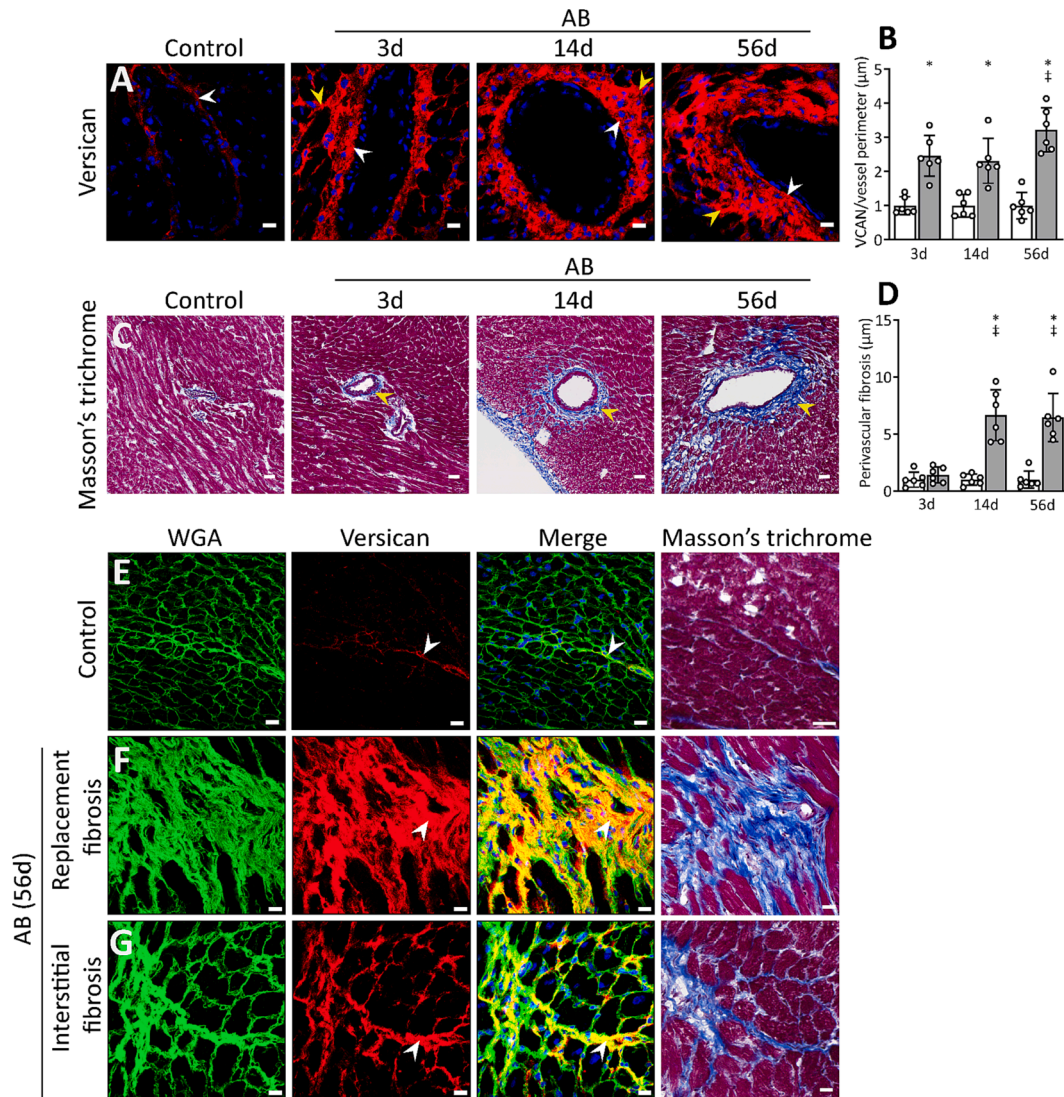 AB
Control 3d 14d 56d
A
Versican
B
VCAN/vessel perimeter (μm)
5
4
3
2
1
0
* * *
‡
3d 14d 56d
AB
Control 3d 14d 56d
C
Masson's trichrome
D
Perivascular fibrosis (μm)
15
10
5
0
* *
‡ ‡
3d 14d 56d
WGA Versican Merge Masson's trichrome
E
Control
AB (56d)
F
Replacement
fibrosis
G
Interstitial
fibrosis